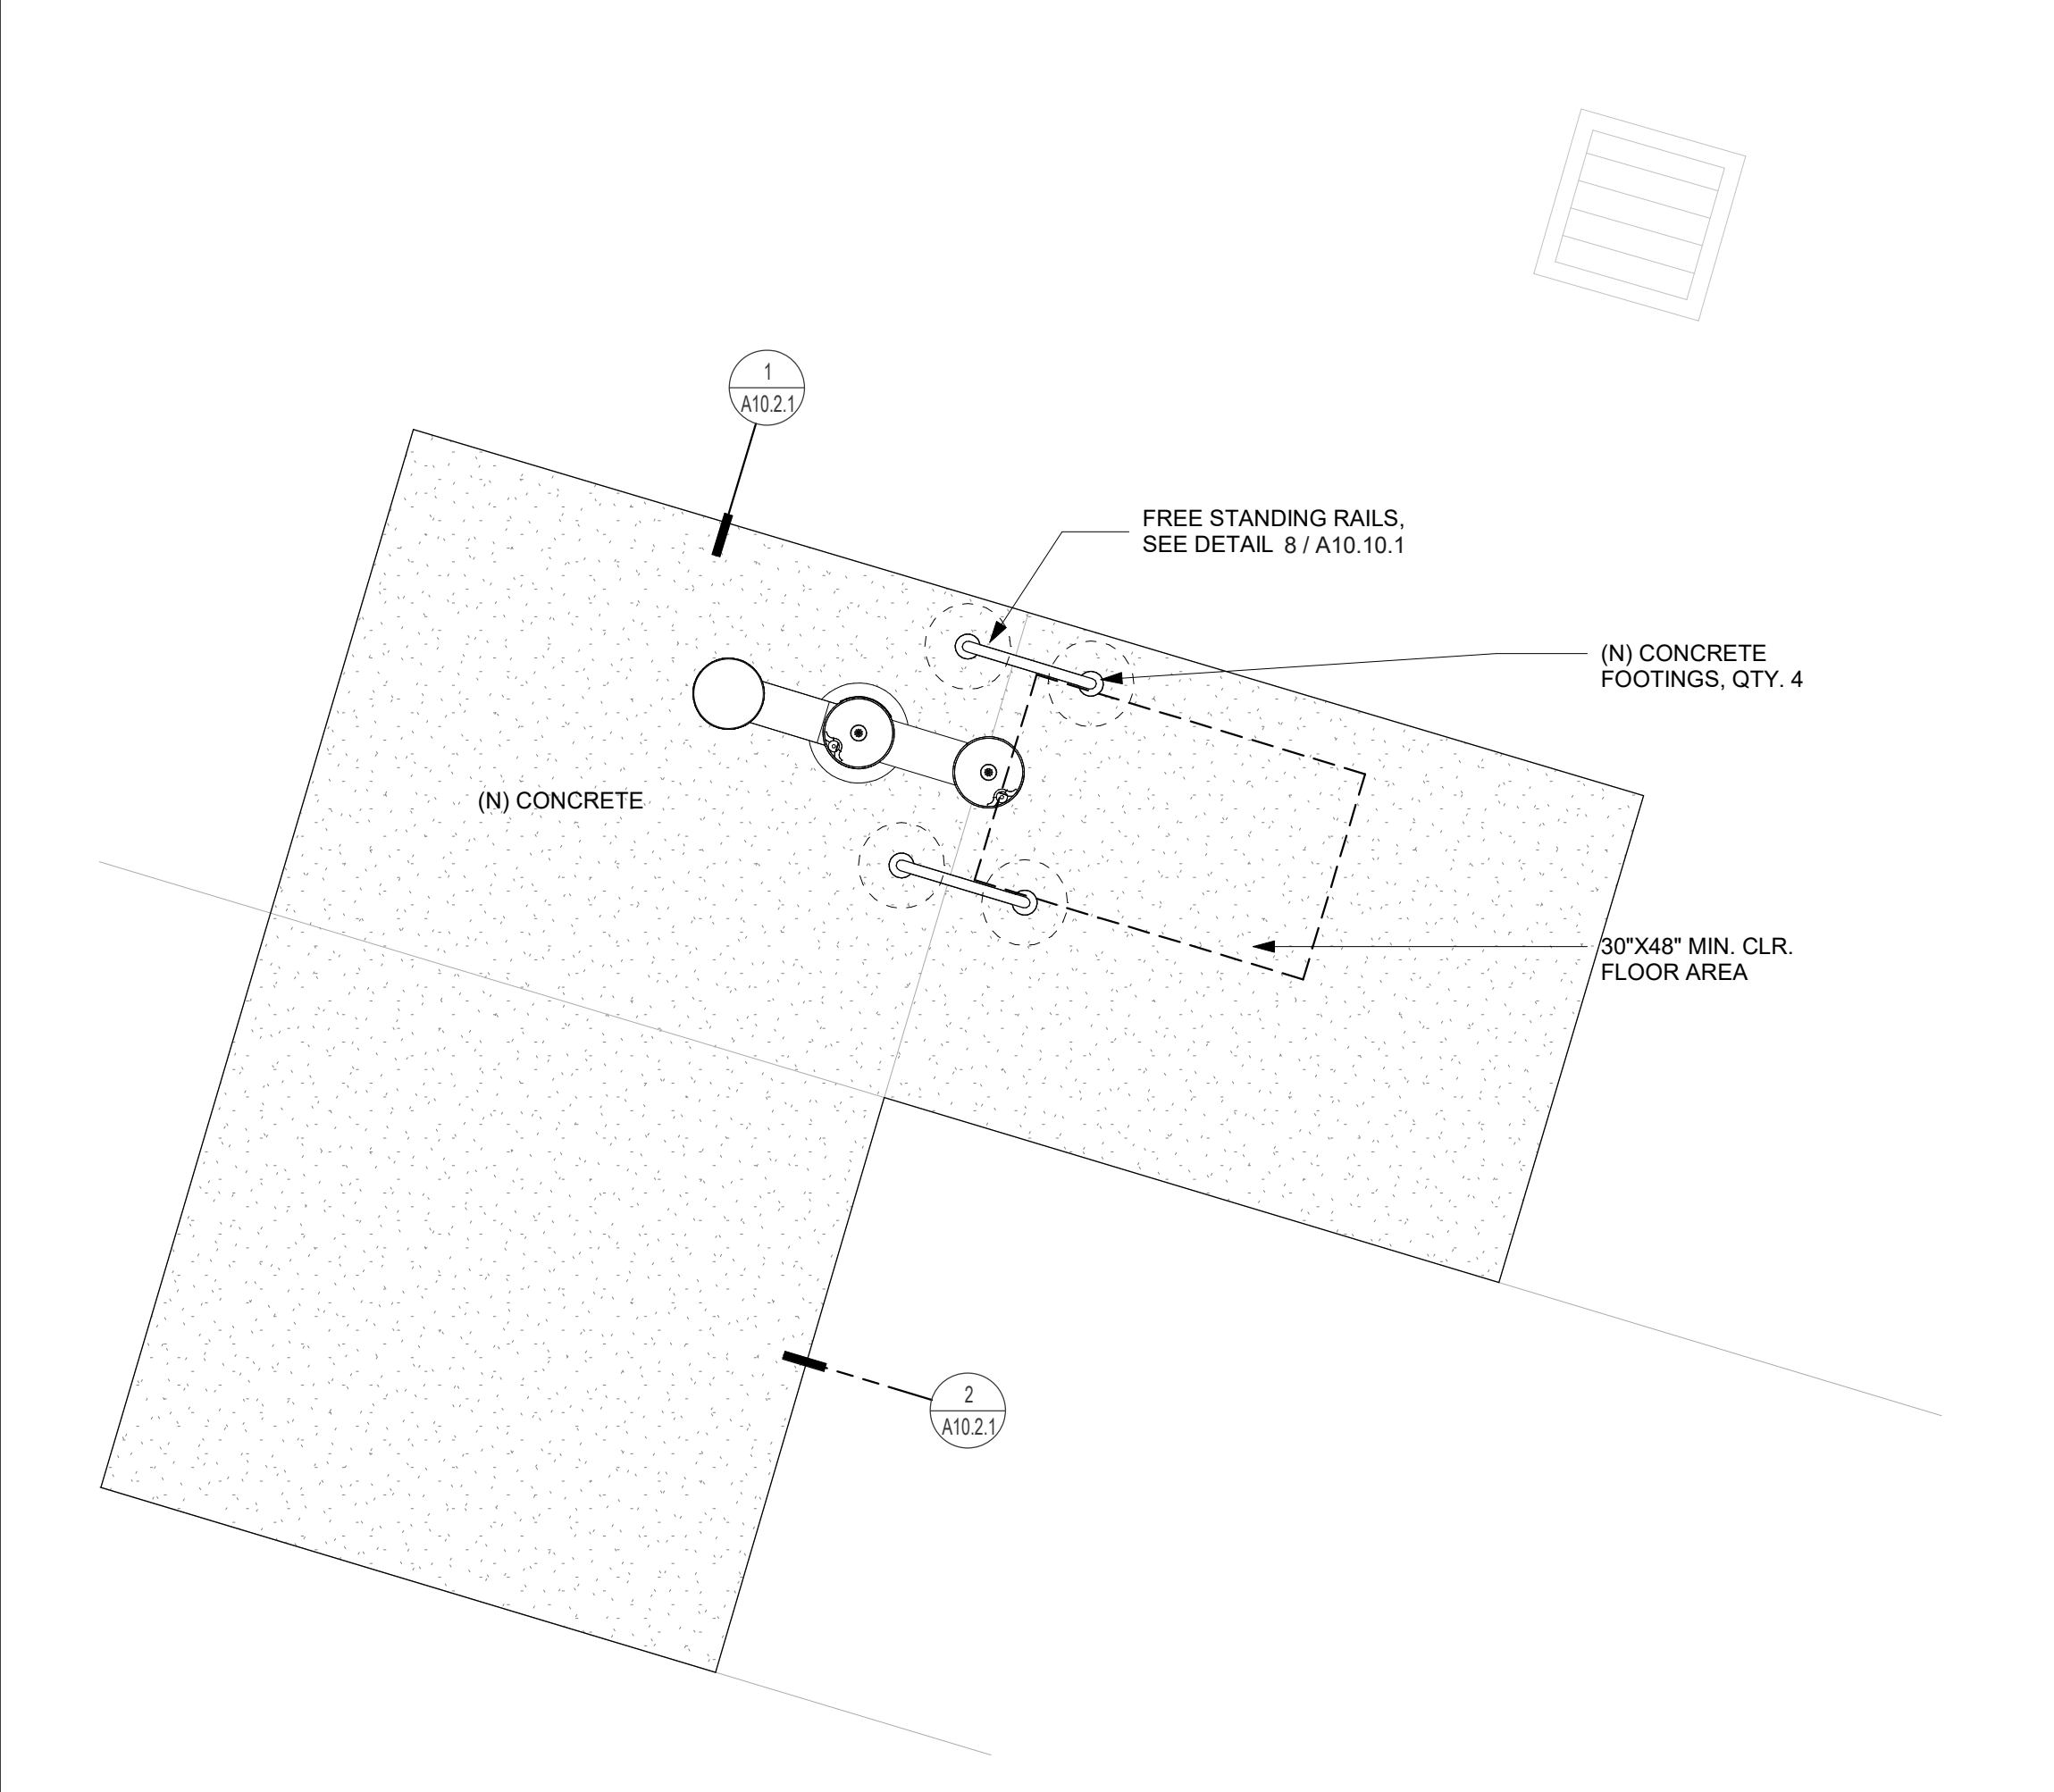 1
A10.2.1
FREE STANDING RAILS,
SEE DETAIL 8 / A10.10.1
(N) CONCRETE
FOOTINGS, QTY. 4
(N) CONCRETE
30"X48" MIN. CLR.
FLOOR AREA
2
A10.2.1